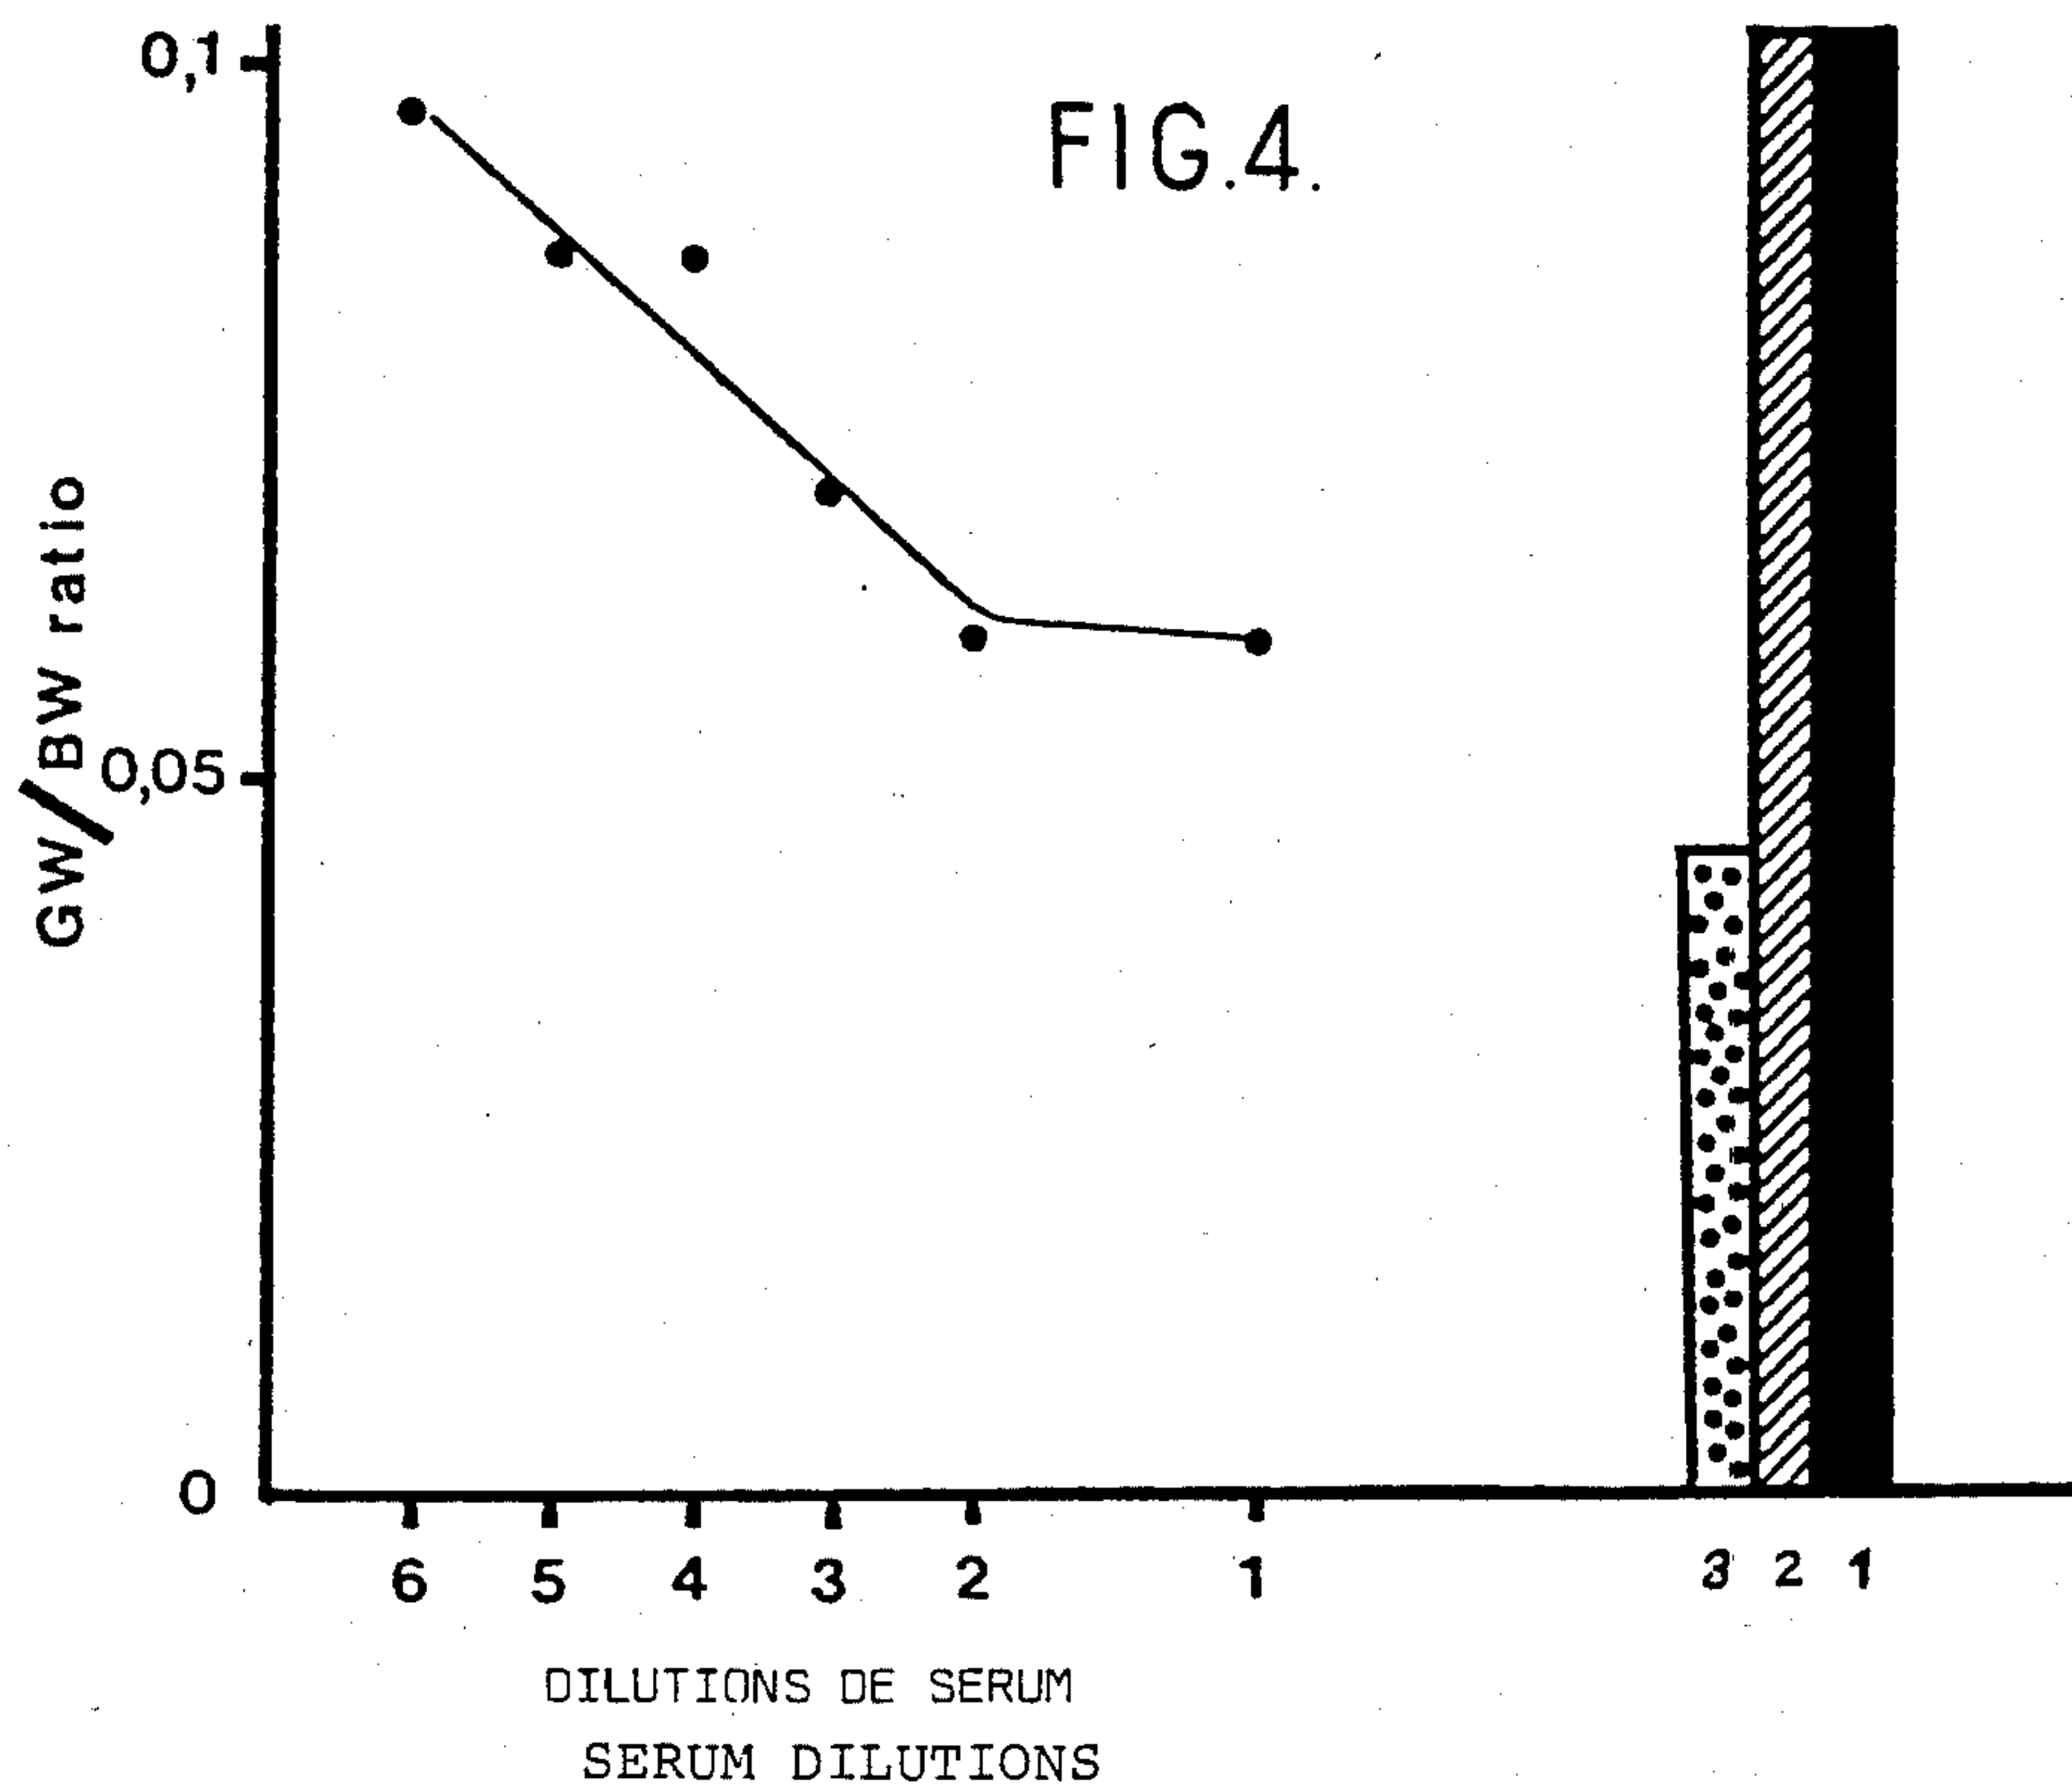 FIG.4.
0,1
GW/BW ratio
0,05
0
6 5 4 3 2 1 3 2 1
DILUTIONS DE SERUM
SERUM DILUTIONS